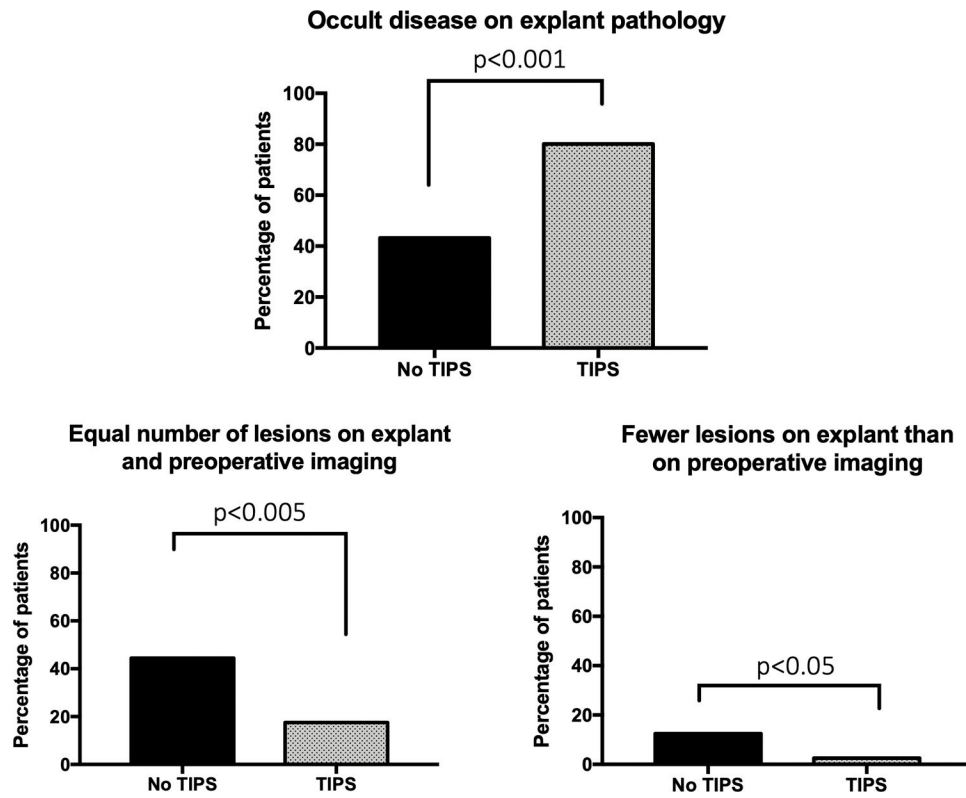 Occult disease on explant pathology
p<0.001
Percentage of patients
100
80
60
40
20
0
No TIPS
TIPS
Equal number of lesions on explant
and preoperative imaging
p<0.005
Percentage of patients
100
80
60
40
20
0
No TIPS
TIPS
Fewer lesions on explant than
on preoperative imaging
p<0.05
Percentage of patients
100
80
60
40
20
0
No TIPS
TIPS